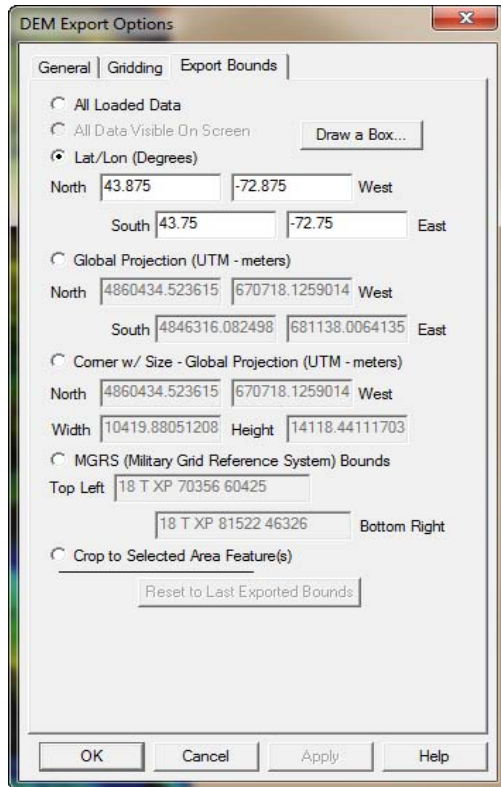 DEM Export Options
General Gridding Export Bounds
All Loaded Data
All Data Visible On Screen Draw a Box...
Lat/Lon (Degrees)
North 43.875 -72.875 West
South 43.75 -72.75 East
Global Projection (UTM - meters)
North 4860434.523615 670718.1259014 West
South 4846316.082498 681138.0064135 East
Corner w/ Size - Global Projection (UTM - meters)
North 4860434.523615 670718.1259014 West
Width 10419.88051208 Height 14118.44111703
MGRS (Military Grid Reference System) Bounds
Top Left 18 T XP 70356 60425
18 T XP 81522 46326 Bottom Right
Crop to Selected Area Feature(s)
Reset to Last Exported Bounds
OK Cancel Apply Help